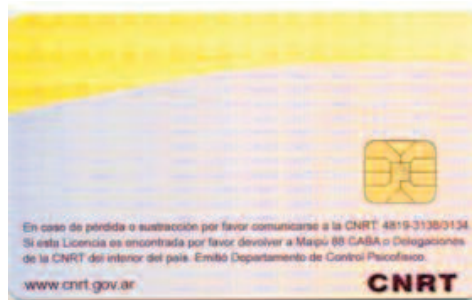 En caso de pérdida o sustracción por favor comunicarse a la CNRT: 4819-3138/3134.
Si esta Licencia es encontrada por favor devolver a Maipú 88 CABA o Delegaciones
de la CNRT del interior del país. Emitió Departamento de Control Psicofísico.
www.cnrt.gov.ar
CNRT